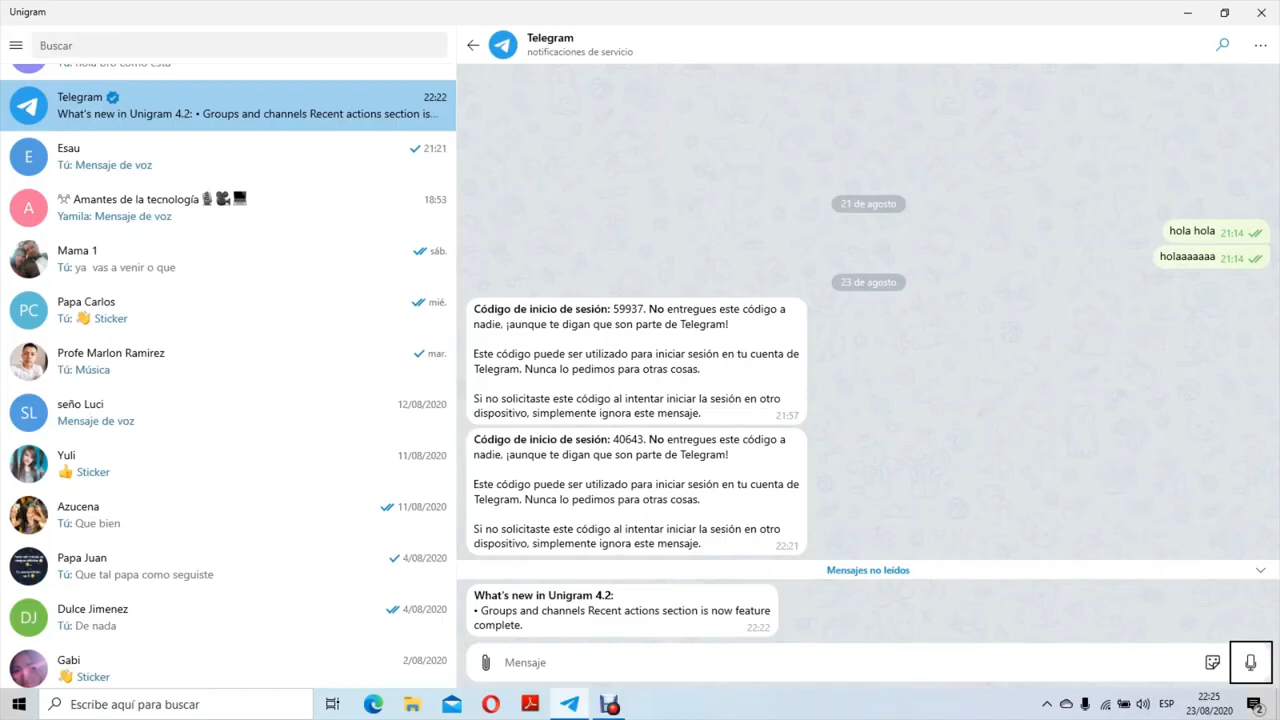 Unigram
Buscar
Tú: hola bro como esta
Telegram
22:22
What's new in Unigram 4.2: • Groups and channels Recent actions section is...
Esau
21:21
Tú: Mensaje de voz
Amantes de la tecnología
18:53
Yamila: Mensaje de voz
Mama 1
sáb.
Tú: ya vas a venir o que
PC
Papa Carlos
mié.
Tú: 👋 Sticker
Profe Marlon Ramirez
mar.
Tú: Música
SL
seño Luci
12/08/2020
Mensaje de voz
Yuli
11/08/2020
👍 Sticker
Azucena
11/08/2020
Tú: Que bien
Papa Juan
4/08/2020
Tú: Que tal papa como seguiste
DJ
Dulce Jimenez
4/08/2020
Tú: De nada
Gabi
2/08/2020
👋 Sticker
Telegram
notificaciones de servicio
21 de agosto
hola hola 21:14
holaaaaaaa 21:14
23 de agosto
Código de inicio de sesión: 59937. No entregues este código a
nadie, ¡aunque te digan que son parte de Telegram!
Este código puede ser utilizado para iniciar sesión en tu cuenta de
Telegram. Nunca lo pedimos para otras cosas.
Si no solicitaste este código al intentar iniciar la sesión en otro
dispositivo, simplemente ignora este mensaje.
21:57
Código de inicio de sesión: 40643. No entregues este código a
nadie, ¡aunque te digan que son parte de Telegram!
Este código puede ser utilizado para iniciar sesión en tu cuenta de
Telegram. Nunca lo pedimos para otras cosas.
Si no solicitaste este código al intentar iniciar la sesión en otro
dispositivo, simplemente ignora este mensaje.
22:21
Mensajes no leídos
What's new in Unigram 4.2:
• Groups and channels Recent actions section is now feature
complete.
22:22
Mensaje
Escribe aquí para buscar
ESP
22:25
23/08/2020
2